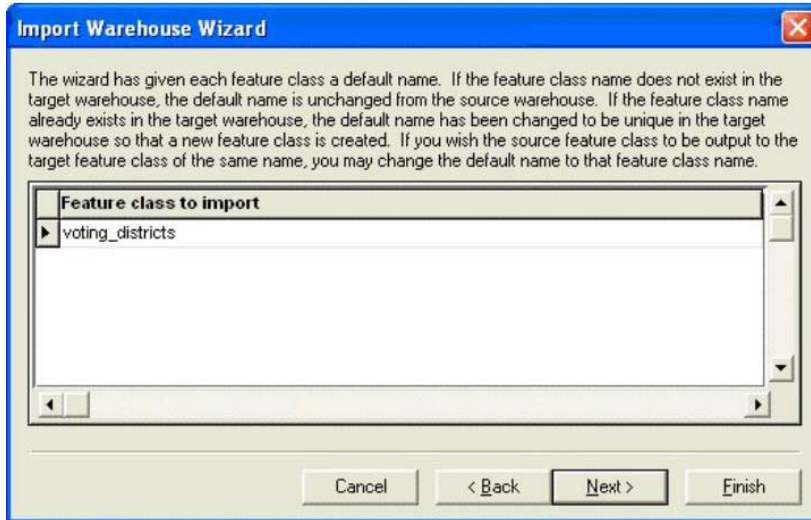 Import Warehouse Wizard
The wizard has given each feature class a default name. If the feature class name does not exist in the
target warehouse, the default name is unchanged from the source warehouse. If the feature class name
already exists in the target warehouse, the default name has been changed to be unique in the target
warehouse so that a new feature class is created. If you wish the source feature class to be output to the
target feature class of the same name, you may change the default name to that feature class name.
Feature class to import
voting_districts
Cancel
< Back
Next >
Finish